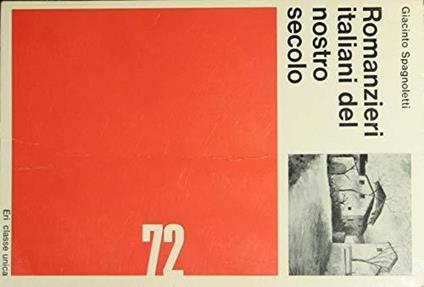 Giacinto Spagnoletti
Romanzieri
italiani del
nostro
secolo
72
Eri classe unica